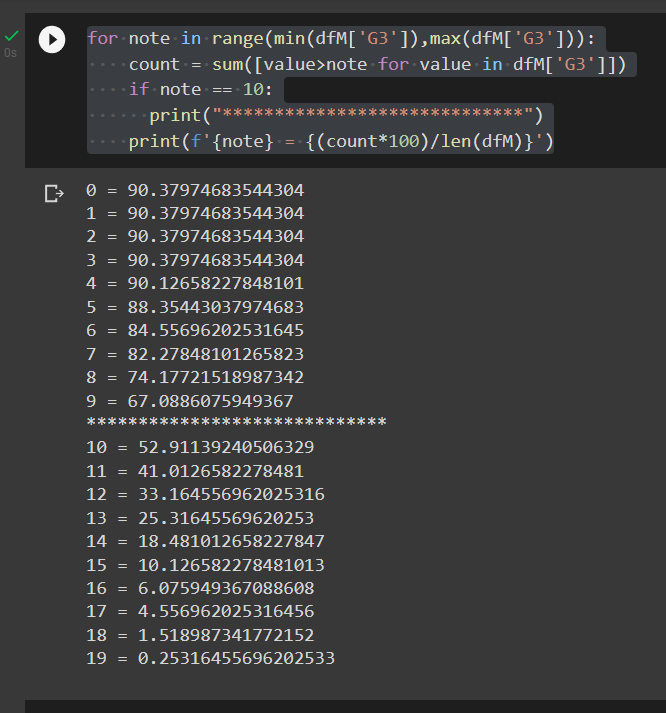 for note in range(min(dfM['G3']),max(dfM['G3'])):
    count = sum([value>note for value in dfM['G3']])
    if note == 10:
      print("*****************************")
    print(f'{note} = {(count*100)/len(dfM)}')
0s
0 = 90.37974683544304
1 = 90.37974683544304
2 = 90.37974683544304
3 = 90.37974683544304
4 = 90.12658227848101
5 = 88.35443037974683
6 = 84.55696202531645
7 = 82.27848101265823
8 = 74.17721518987342
9 = 67.0886075949367
*****************************
10 = 52.91139240506329
11 = 41.0126582278481
12 = 33.164556962025316
13 = 25.31645569620253
14 = 18.481012658227847
15 = 10.126582278481013
16 = 6.075949367088608
17 = 4.556962025316456
18 = 1.518987341772152
19 = 0.25316455696202533